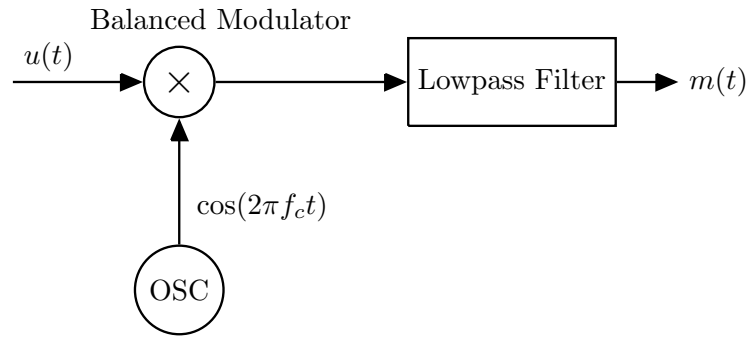 Balanced Modulator
u(t)
×
Lowpass Filter
m(t)
cos(2πf_ct)
OSC